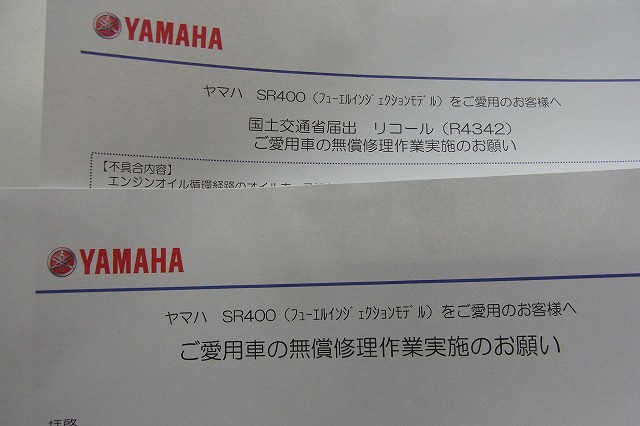 YAMAHA
ヤマハ SR400（ﾌｭｰｴﾙｲﾝｼﾞｪｸｼｮﾝﾓﾃﾞﾙ）をご愛用のお客様へ
国土交通省届出 リコール（R4342）
ご愛用車の無償修理作業実施のお願い
【不具合内容】
エンジンオイル循環経路のオイルホース
YAMAHA
ヤマハ SR400（ﾌｭｰｴﾙｲﾝｼﾞｪｸｼｮﾝﾓﾃﾞﾙ）をご愛用のお客様へ
ご愛用車の無償修理作業実施のお願い
拝啓